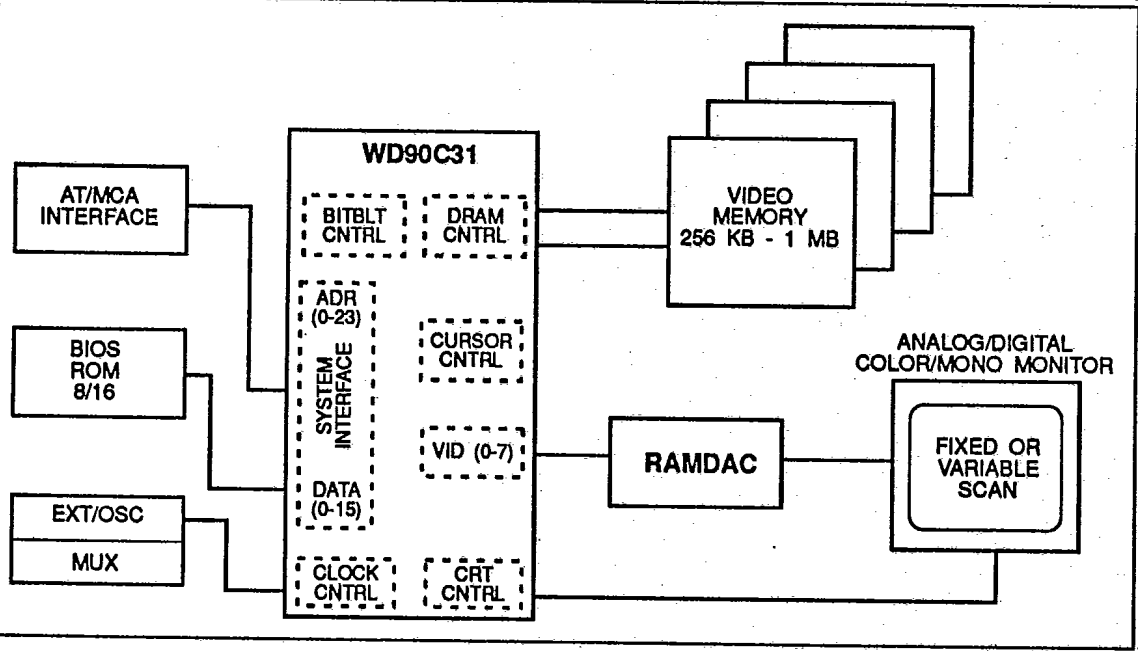 WD90C31
AT/MCA
INTERFACE
BIOS
ROM
8/16
EXT/OSC
MUX
BITBLT
CNTRL
DRAM
CNTRL
ADR
(0-23)
SYSTEM
INTERFACE
DATA
(0-15)
CURSOR
CNTRL
VID (0-7)
CLOCK
CNTRL
CRT
CNTRL
VIDEO
MEMORY
256 KB - 1 MB
RAMDAC
ANALOG/DIGITAL
COLOR/MONO MONITOR
FIXED OR
VARIABLE
SCAN